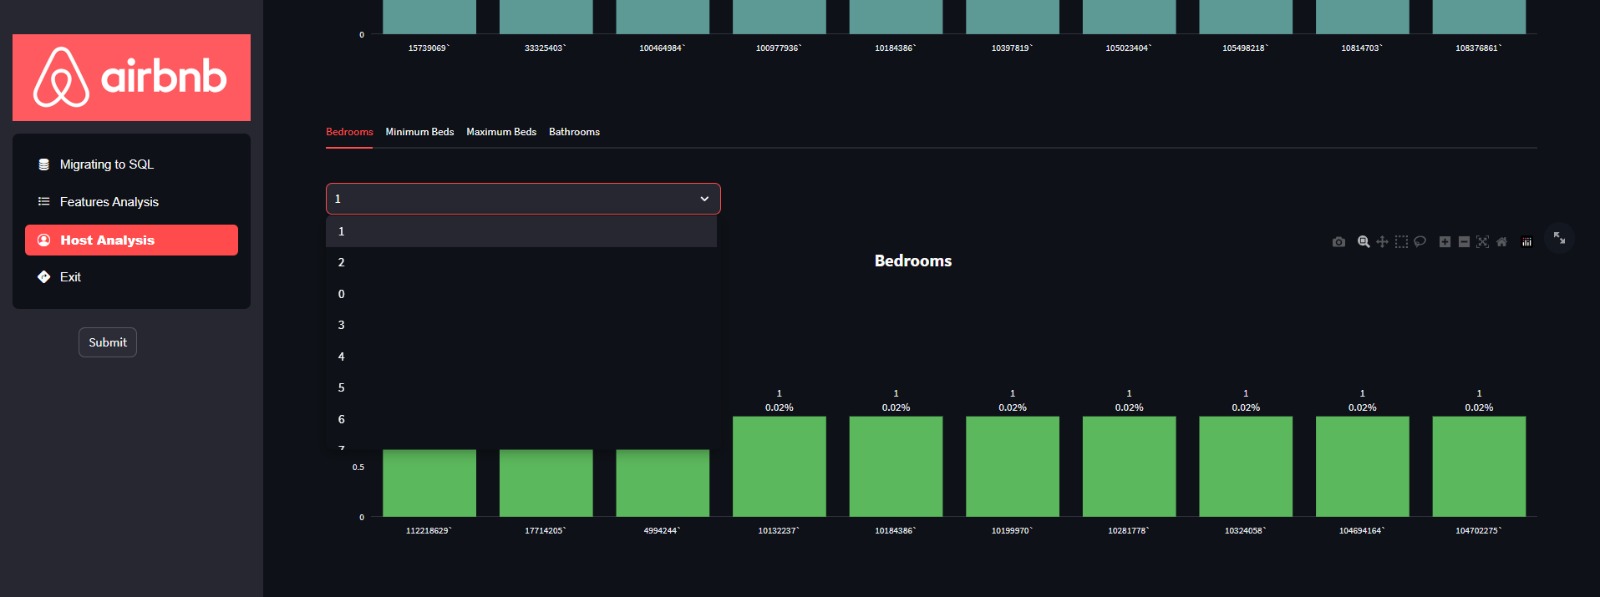 0
15739069` 33325403` 100464984` 100977936` 10184386` 10397819` 105023404` 105498218` 10814703` 108376861`
airbnb
Migrating to SQL
Features Analysis
Host Analysis
Exit
Submit
Bedrooms Minimum Beds Maximum Beds Bathrooms
1
1
2
0
3
4
5
6
7
Bedrooms
1 1 1 1 1 1 1
0.02% 0.02% 0.02% 0.02% 0.02% 0.02% 0.02%
0.5
0
112218629` 17714205` 4994244` 10132237` 10184386` 10199970` 10281778` 10324058` 104694164` 104702275`